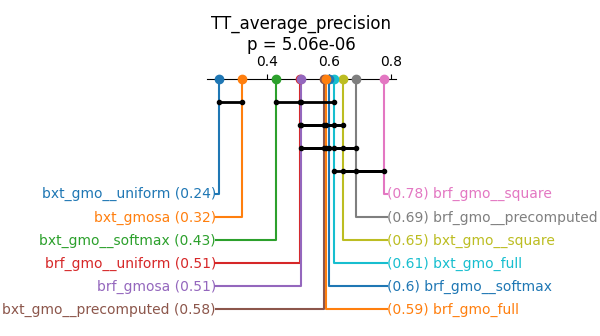 TT_average_precision
p = 5.06e-06
0.4 0.6 0.8
bxt_gmo__uniform (0.24)
(0.78) brf_gmo__square
bxt_gmosa (0.32)
(0.69) brf_gmo__precomputed
bxt_gmo__softmax (0.43)
(0.65) bxt_gmo__square
brf_gmo__uniform (0.51)
(0.61) bxt_gmo_full
brf_gmosa (0.51)
(0.6) brf_gmo__softmax
bxt_gmo__precomputed (0.58)
(0.59) brf_gmo_full